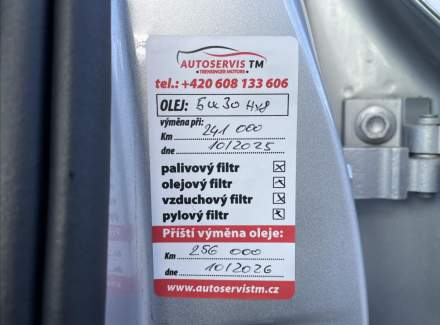 AUTOSERVIS TM
TREHSINGER MOTORS
tel.: +420 608 133 606
OLEJ: 5W30 HX8
výměna při:
Km 241 000
dne 10/2025
palivový filtr
olejový filtr
vzduchový filtr
pylový filtr
Příští výměna oleje:
Km 256 000
dne 10/2026
www.autoservistm.cz